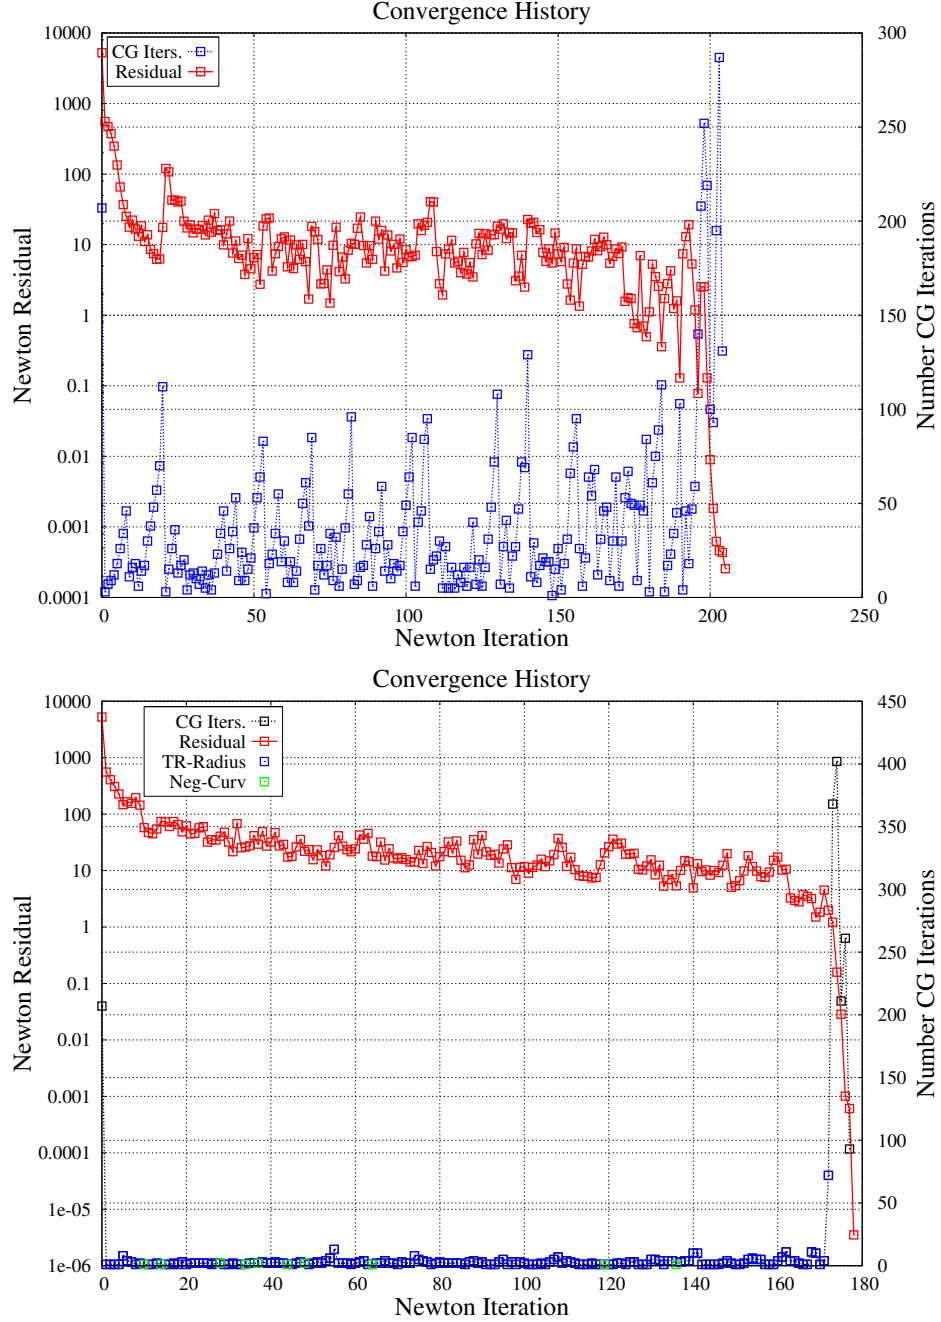 Convergence History
10000
1000
100
10
1
0.1
0.01
0.001
0.0001
300
250
200
150
100
50
0
CG Iters.
Residual
Newton Residual
Number CG Iterations
0 50 100 150 200 250
Newton Iteration
Convergence History
10000
1000
100
10
1
0.1
0.01
0.001
0.0001
1e-05
1e-06
450
400
350
300
250
200
150
100
50
0
CG Iters.
Residual
TR-Radius
Neg-Curv
Newton Residual
Number CG Iterations
0 20 40 60 80 100 120 140 160 180
Newton Iteration